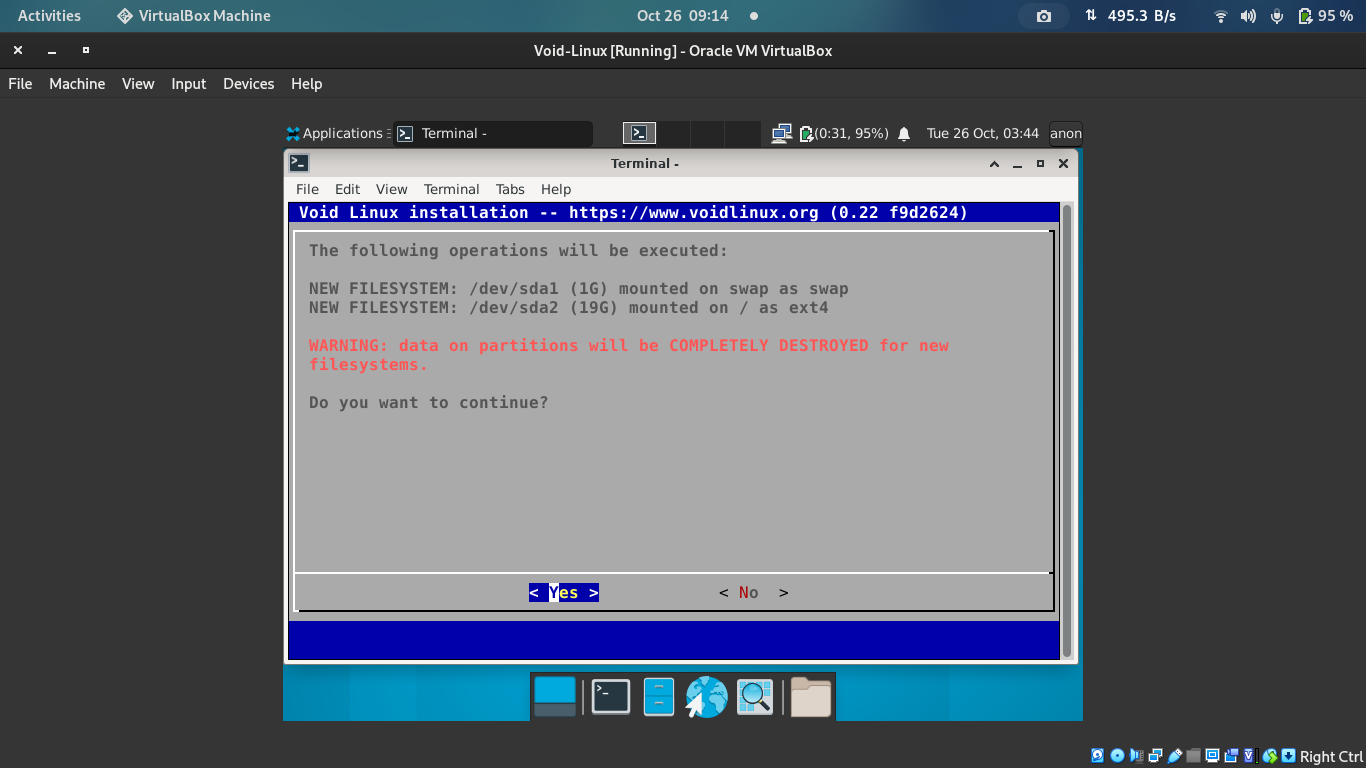 Activities VirtualBox Machine Oct 26 09:14 495.3 B/s 95 %
Void-Linux [Running] - Oracle VM VirtualBox
File Machine View Input Devices Help
Applications Terminal - (0:31, 95%) Tue 26 Oct, 03:44 anon
Terminal -
File Edit View Terminal Tabs Help
Void Linux installation -- https://www.voidlinux.org (0.22 f9d2624)
The following operations will be executed:
NEW FILESYSTEM: /dev/sda1 (1G) mounted on swap as swap
NEW FILESYSTEM: /dev/sda2 (19G) mounted on / as ext4
WARNING: data on partitions will be COMPLETELY DESTROYED for new
filesystems.
Do you want to continue?
< Yes > < No >
Right Ctrl